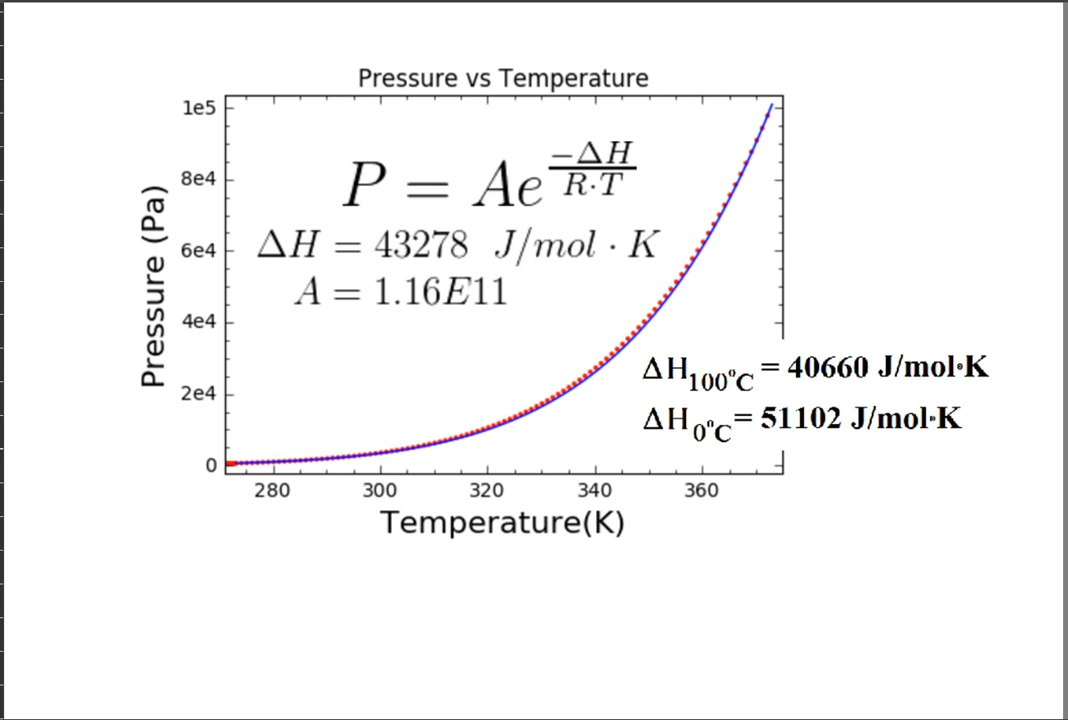 Pressure vs Temperature
1e5
8e4
6e4
4e4
2e4
0
Pressure (Pa)
P = Ae^{\frac{-ΔH}{R·T}}
ΔH = 43278 J/mol · K
A = 1.16E11
ΔH100°C = 40660 J/mol·K
ΔH0°C = 51102 J/mol·K
280 300 320 340 360
Temperature(K)